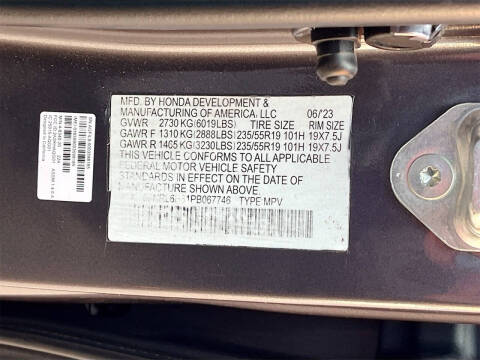 MFD. BY HONDA DEVELOPMENT &
MANUFACTURING OF AMERICA, LLC 06/23
GVWR 2730 KG(6019LBS) TIRE SIZE RIM SIZE
GAWR F 1310 KG(2888LBS) 235/55R19 101H 19X7.5J
GAWR R 1465 KG(3230LBS) 235/55R19 101H 19X7.5J
THIS VEHICLE CONFORMS TO ALL APPLICABLE
FEDERAL MOTOR VEHICLE SAFETY
STANDARDS IN EFFECT ON THE DATE OF
MANUFACTURE SHOWN ABOVE.
1PB067746 TYPE MPV